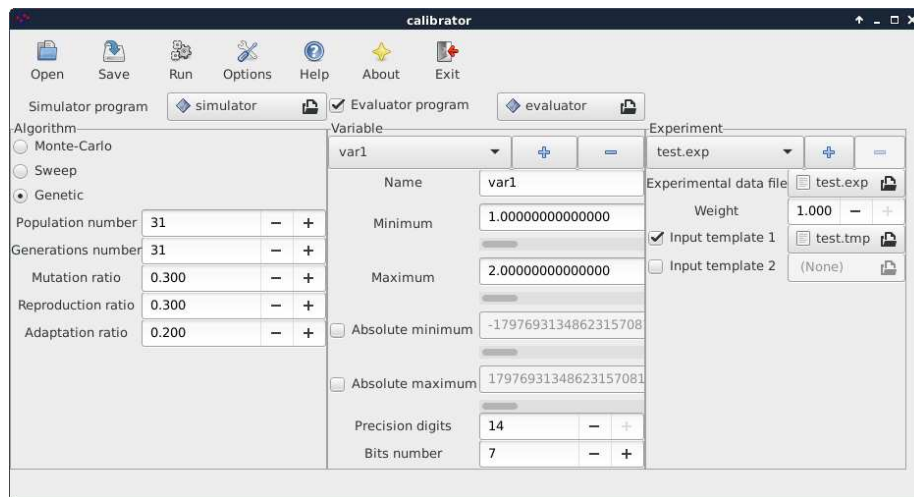 calibrator
Open Save Run Options Help About Exit
Simulator program simulator Evaluator program evaluator
Algorithm
Monte-Carlo
Sweep
Genetic
Population number 31
Generations number 31
Mutation ratio 0.300
Reproduction ratio 0.300
Adaptation ratio 0.200
Variable
var1
Name var1
Minimum 1.00000000000000
Maximum 2.00000000000000
Absolute minimum -1797693134862315708
Absolute maximum 17976931348623157081
Precision digits 14
Bits number 7
Experiment
test.exp
Experimental data file test.exp
Weight 1.000
Input template 1 test.tmp
Input template 2 (None)